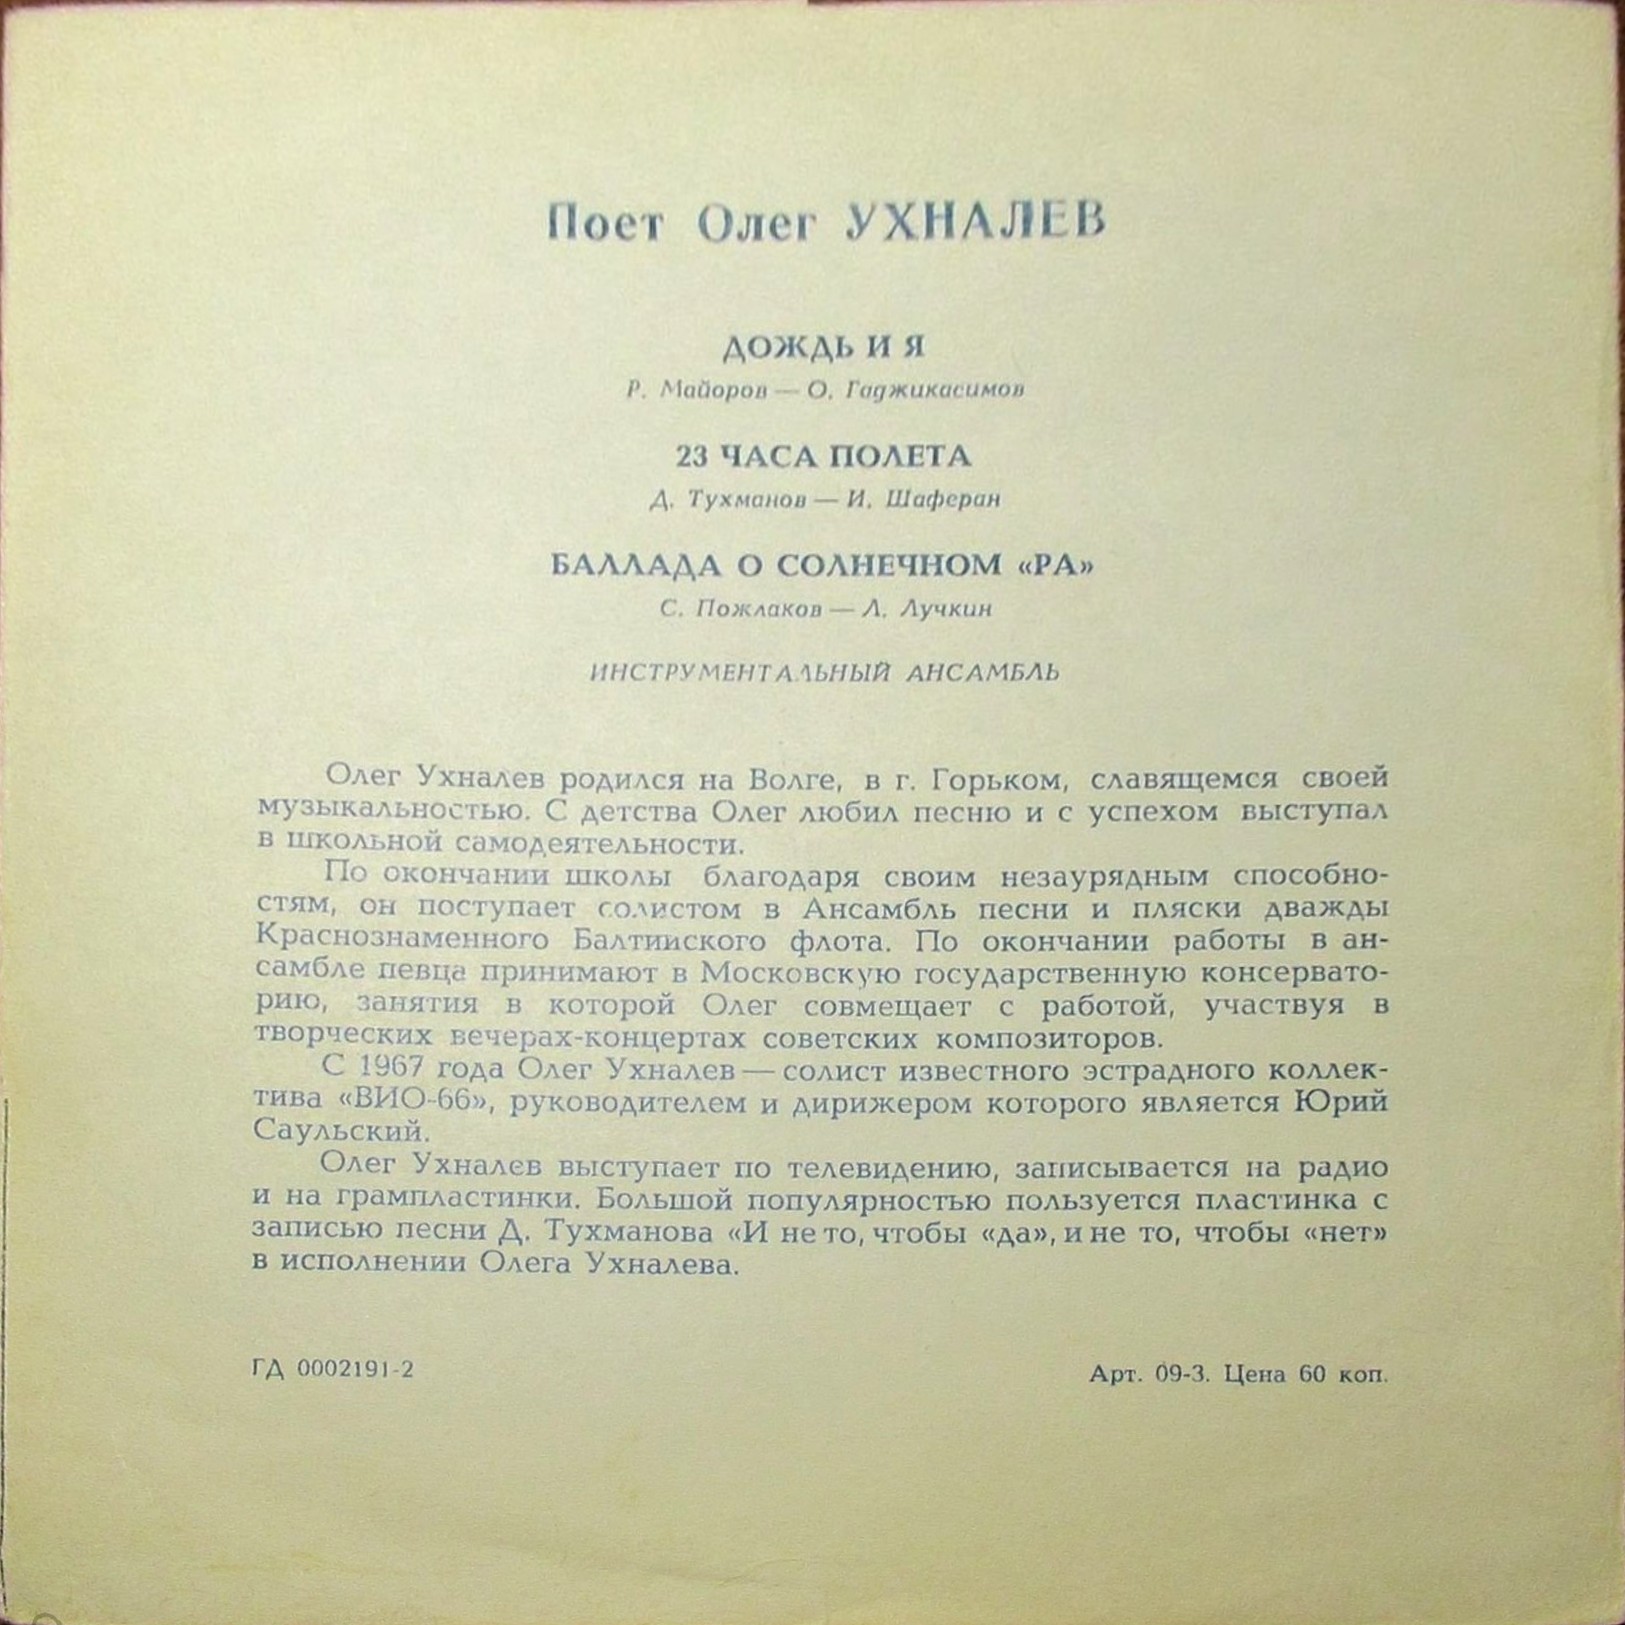 Поет Олег УХНАЛЕВ
ДОЖДЬ И Я
Р. Майоров — О. Гаджикасимов
23 ЧАСА ПОЛЕТА
Д. Тухманов — И. Шаферан
БАЛЛАДА О СОЛНЕЧНОМ «РА»
С. Пожлаков — Л. Лучкин
ИНСТРУМЕНТАЛЬНЫЙ АНСАМБЛЬ
Олег Ухналев родился на Волге, в г. Горьком, славящемся своей
музыкальностью. С детства Олег любил песню и с успехом выступал
в школьной самодеятельности.
По окончании школы благодаря своим незаурядным способно-
стям, он поступает солистом в Ансамбль песни и пляски дважды
Краснознаменного Балтийского флота. По окончании работы в ан-
самбле певца принимают в Московскую государственную консервато-
рию, занятия в которой Олег совмещает с работой, участвуя в
творческих вечерах-концертах советских композиторов.
С 1967 года Олег Ухналев — солист известного эстрадного коллек-
тива «ВИО-66», руководителем и дирижером которого является Юрий
Саульский.
Олег Ухналев выступает по телевидению, записывается на радио
и на грампластинки. Большой популярностью пользуется пластинка с
записью песни Д. Тухманова «И не то, чтобы «да», и не то, чтобы «нет»
в исполнении Олега Ухналева.
ГД 0002191-2
Арт. 09-3. Цена 60 коп.